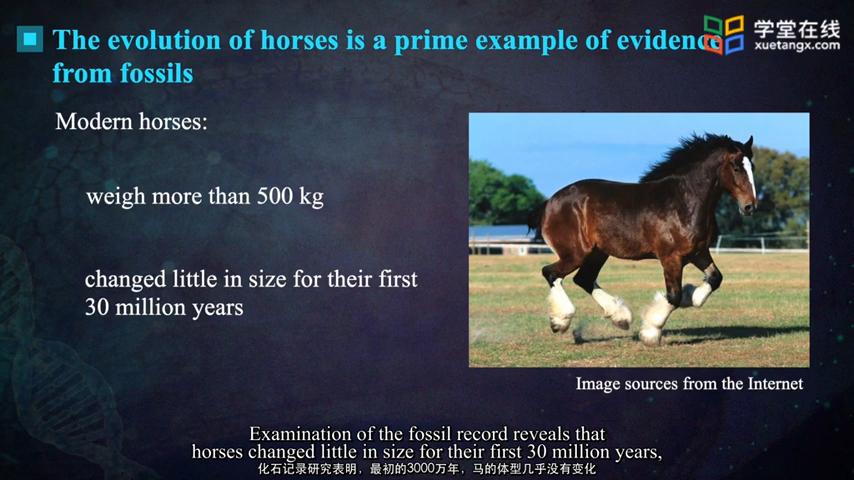 The evolution of horses is a prime example of evidence
from fossils
学堂在线
xuetangx.com
Modern horses:
weigh more than 500 kg
changed little in size for their first
30 million years
Image sources from the Internet
Examination of the fossil record reveals that
horses changed little in size for their first 30 million years,
化石记录研究表明，最初的3000万年，马的体型几乎没有变化